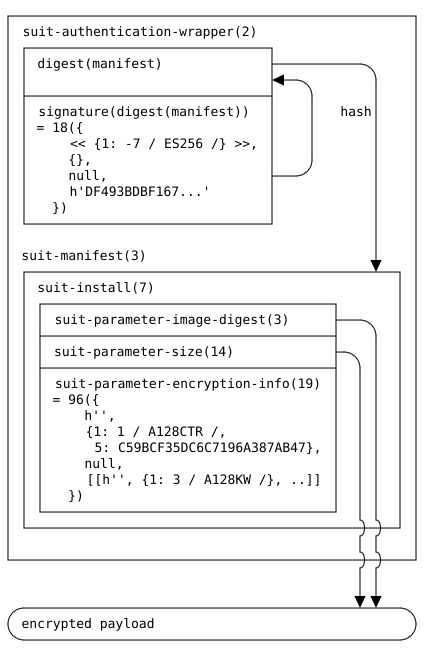 suit-authentication-wrapper(2)
digest(manifest)
hash
signature(digest(manifest))
= 18({
<< {1: -7 / ES256 /} >>,
{},
null,
h'DF493BDBF167...'
})
suit-manifest(3)
suit-install(7)
suit-parameter-image-digest(3)
suit-parameter-size(14)
suit-parameter-encryption-info(19)
= 96({
h'',
{1: 1 / A128CTR /,
5: C59BCF35DC6C7196A387AB47},
null,
[[h'', {1: 3 / A128KW /}, ..]]
})
encrypted payload